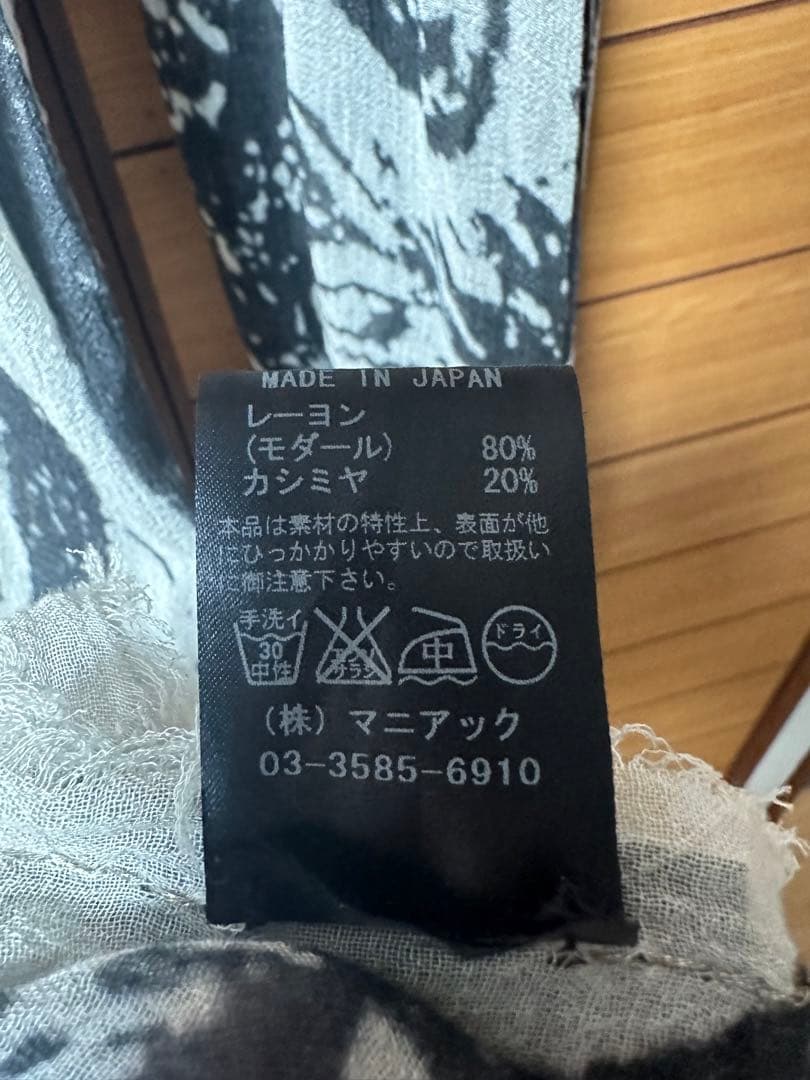 MADE IN JAPAN
レーヨン
(モダール) 80%
カシミヤ 20%
本品は素材の特性上、表面が他
にひっかかりやすいので取扱い
に御注意下さい。
手洗イ
30
中性
サラシ
中
ドライ
(株) マニアック
03-3585-6910